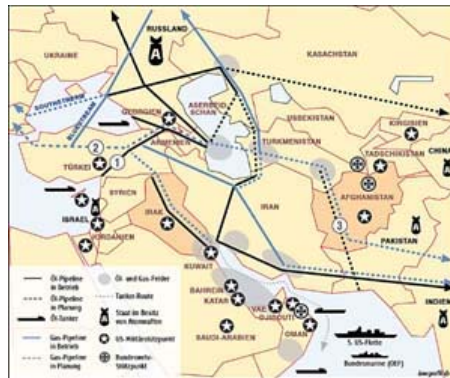 RUSSLAND
UKRAINE
KASACHSTAN
A
SOUTHSTREAM
BLUESTREAM
GEORGIEN
ASERBEID
SCHAN
USBEKISTAN
KIRGISIEN
ARMENIEN
TURKMENISTAN
TADSCHIKISTAN
CHINA
2
TÜRKEI
1
AFGHANISTAN
SYRIEN
IRAN
ISRAEL
IRAK
3
JORDANIEN
PAKISTAN
KUWAIT
INDIEN
BAHREIN
KATAR
VAE
DJIBOUTI
OMAN
SAUDI-ARABIEN
5. US-Flotte
Bundesmarine (OEF)
Öl-Pipeline
in Betrieb
Öl-Pipeline
in Planung
Öl-Tanker
Gas-Pipeline
in Betrieb
Gas-Pipeline
in Planung
Öl- und Gas-Felder
Tanker-Route
Staat im Besitz
von Atomwaffen
US-Militärstützpunkt
Bundeswehr-
Stützpunkt